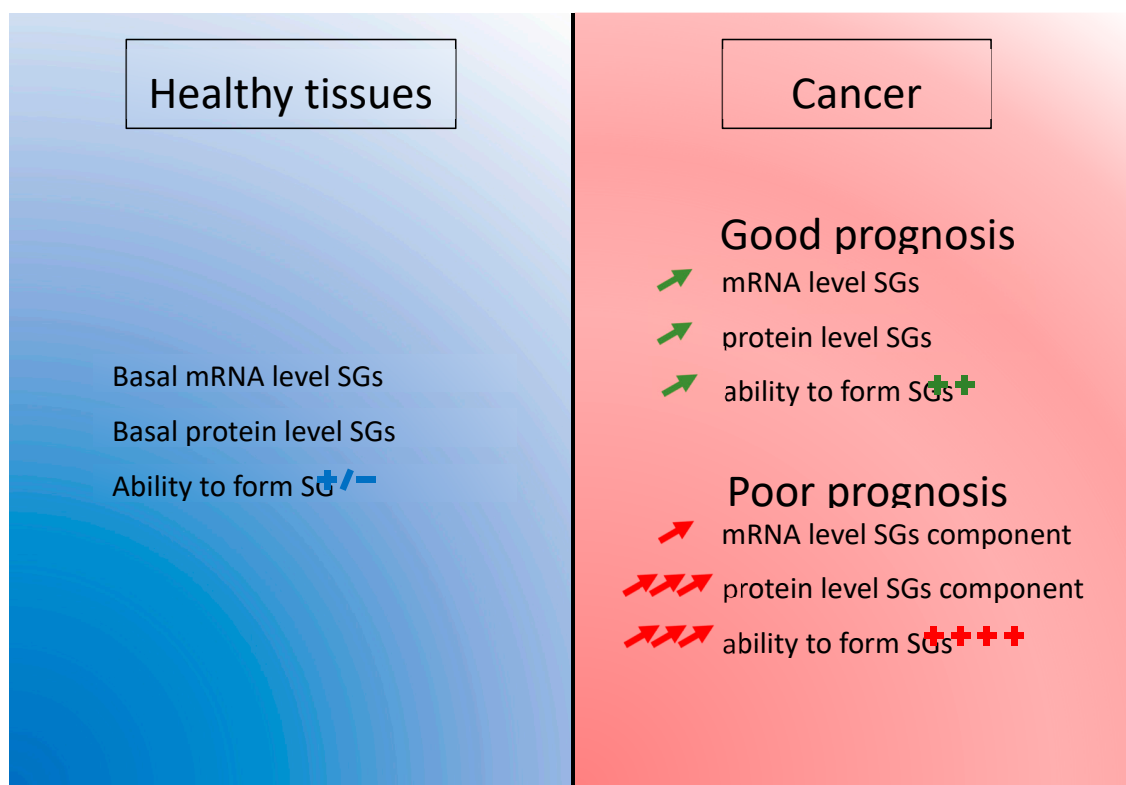 Healthy tissues
Basal mRNA level SGs
Basal protein level SGs
Ability to form SG +/−
Cancer
Good prognosis
mRNA level SGs
protein level SGs
ability to form SGs ++
Poor prognosis
mRNA level SGs component
protein level SGs component
ability to form SGs ++++